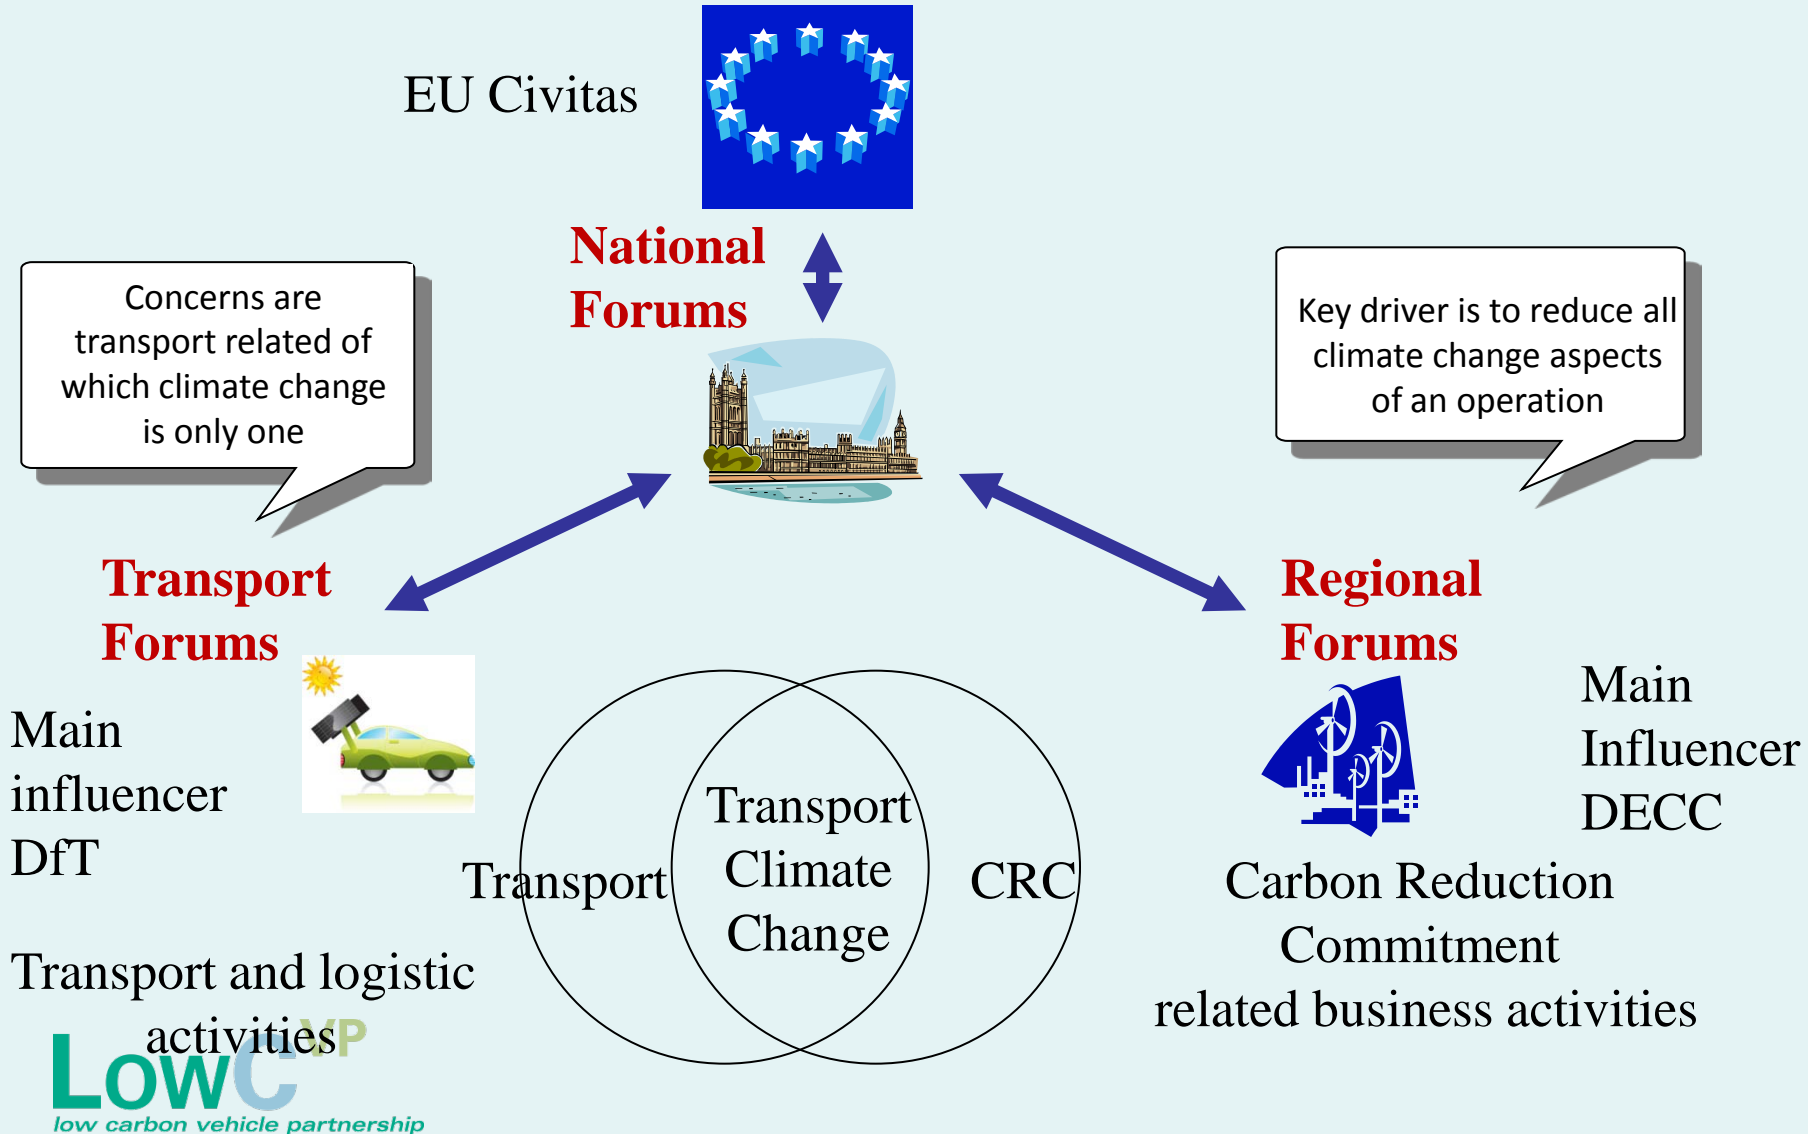 EU Civitas
National
Forums
Concerns are
transport related of
which climate change
is only one
Key driver is to reduce all
climate change aspects
of an operation
Transport
Forums
Regional
Forums
Main
influencer
DfT
Main
Influencer
DECC
Transport
Transport
Climate
Change
CRC
Transport and logistic
activities
Carbon Reduction
Commitment
related business activities
LowCVP
low carbon vehicle partnership